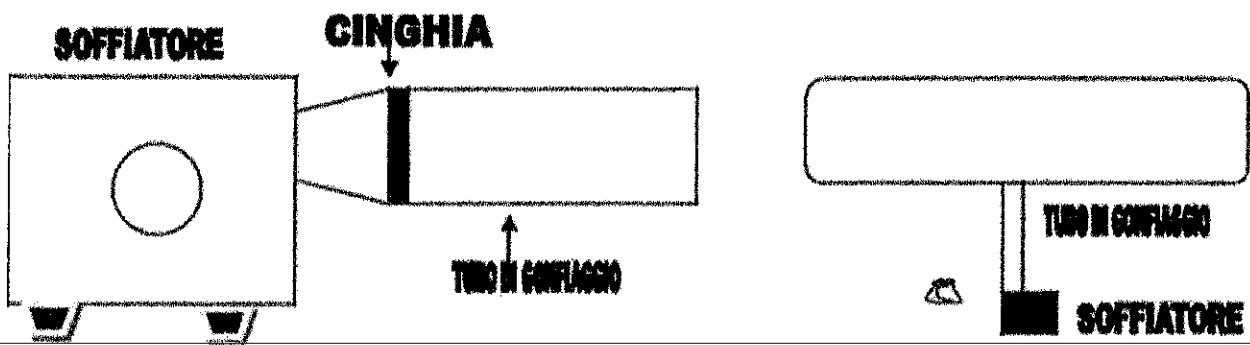 SOFFIATORE
CINGHIA
TUBO DI GONFIAGGIO
TUBO DI GONFIAGGIO
SOFFIATORE